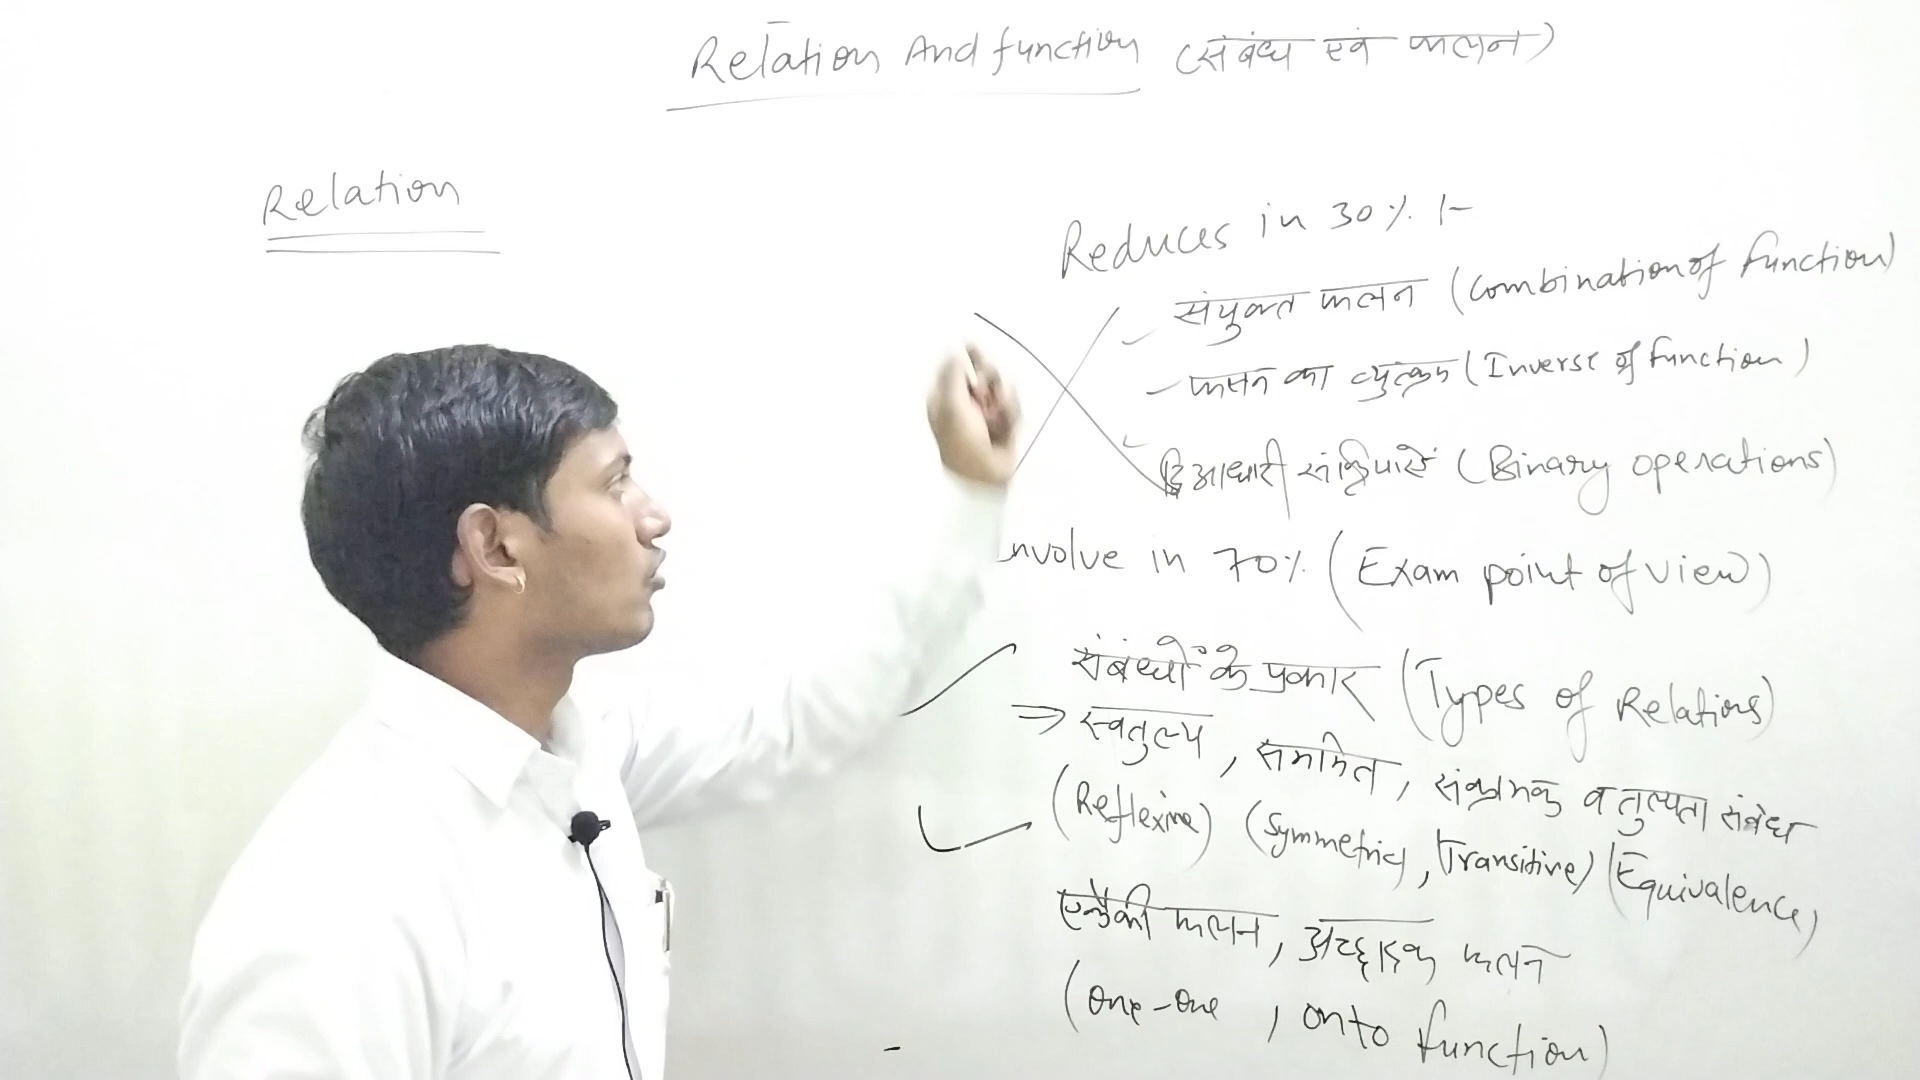 Relation And function (संबंध एवं फलन)
Relation
Reduces in 30% :-
संयुक्त फलन (Combination of function)
फलन का व्युत्क्रम (Inverse of function)
द्विआधारी संक्रियाएँ (Binary operations)
Involve in 70% (Exam point of view)
संबंधों के प्रकार (Types of Relations)
⇒ स्वतुल्य, सममित, संक्रामक व तुल्यता संबंध
(Reflexive) (Symmetric, Transitive) (Equivalence)
एकैकी फलन, अच्छादक फलन
(one-one, onto function)